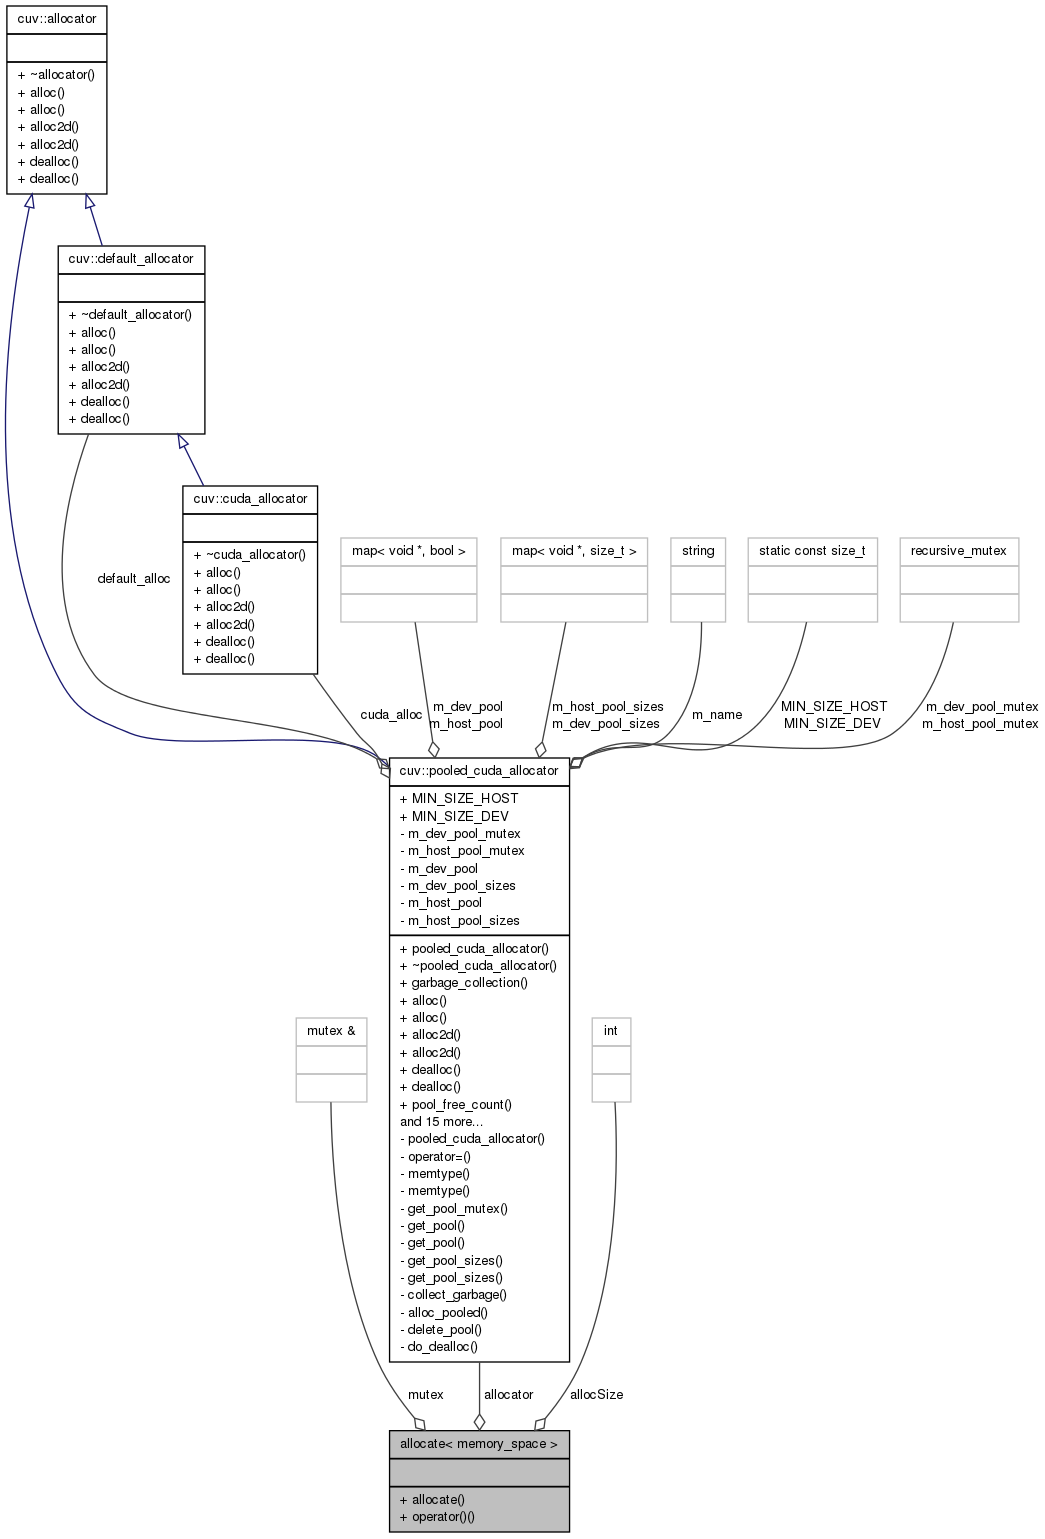 cuv::allocator
+ ~allocator()
+ alloc()
+ alloc()
+ alloc2d()
+ alloc2d()
+ dealloc()
+ dealloc()
cuv::default_allocator
+ ~default_allocator()
+ alloc()
+ alloc()
+ alloc2d()
+ alloc2d()
+ dealloc()
+ dealloc()
cuv::cuda_allocator
+ ~cuda_allocator()
+ alloc()
+ alloc()
+ alloc2d()
+ alloc2d()
+ dealloc()
+ dealloc()
map< void *, bool >
map< void *, size_t >
string
static const size_t
recursive_mutex
default_alloc
cuda_alloc
m_dev_pool
m_host_pool
m_host_pool_sizes
m_dev_pool_sizes
m_name
MIN_SIZE_HOST
MIN_SIZE_DEV
m_dev_pool_mutex
m_host_pool_mutex
cuv::pooled_cuda_allocator
+ MIN_SIZE_HOST
+ MIN_SIZE_DEV
- m_dev_pool_mutex
- m_host_pool_mutex
- m_dev_pool
- m_dev_pool_sizes
- m_host_pool
- m_host_pool_sizes
+ pooled_cuda_allocator()
+ ~pooled_cuda_allocator()
+ garbage_collection()
+ alloc()
+ alloc()
+ alloc2d()
+ alloc2d()
+ dealloc()
+ dealloc()
+ pool_free_count()
and 15 more...
- pooled_cuda_allocator()
- operator=()
- memtype()
- memtype()
- get_pool_mutex()
- get_pool()
- get_pool()
- get_pool_sizes()
- get_pool_sizes()
- collect_garbage()
- alloc_pooled()
- delete_pool()
- do_dealloc()
mutex &
int
mutex
allocator
allocSize
allocate< memory_space >
+ allocate()
+ operator()()